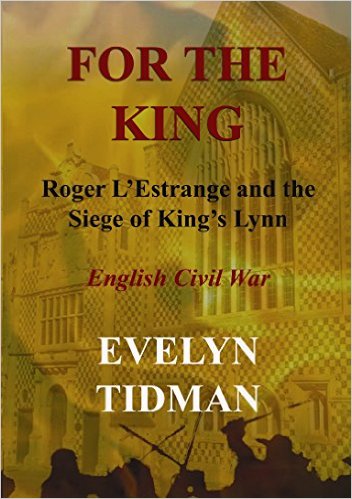 FOR THE
KING
Roger L’Estrange and the
Siege of King’s Lynn
English Civil War
EVELYN
TIDMAN